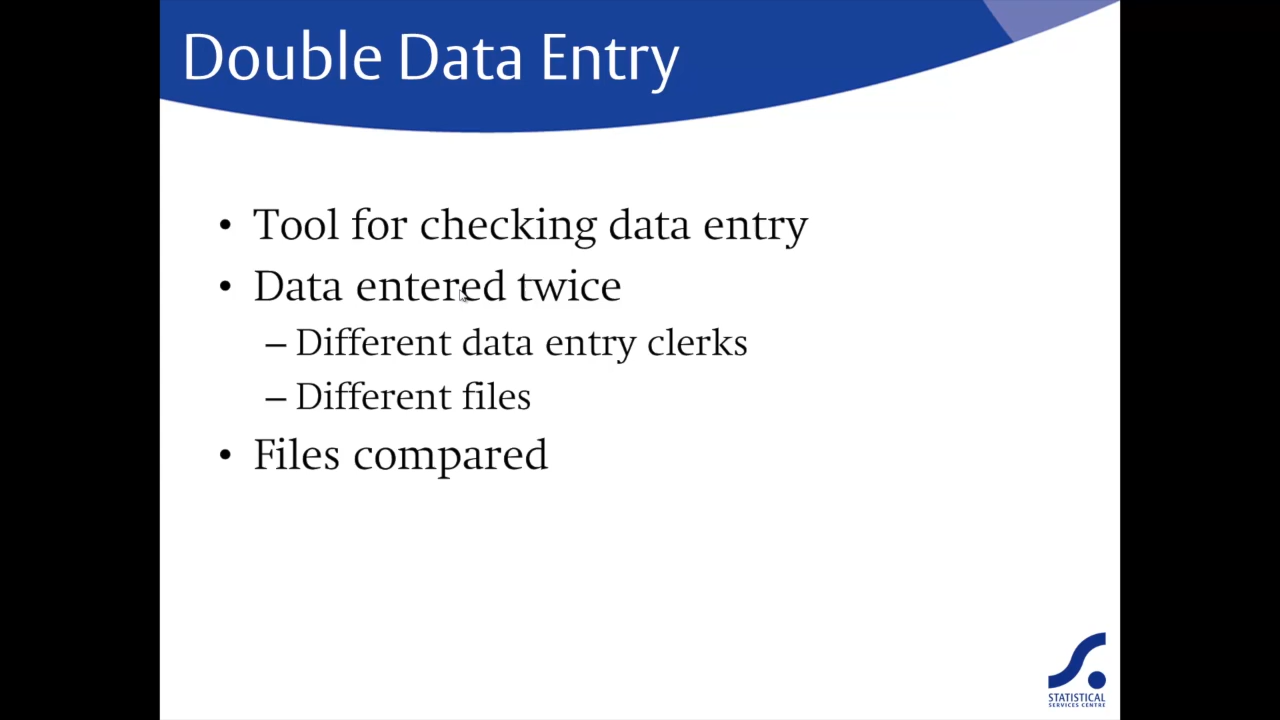 Double Data Entry
• Tool for checking data entry
• Data entered twice
– Different data entry clerks
– Different files
• Files compared
STATISTICAL
SERVICES CENTRE